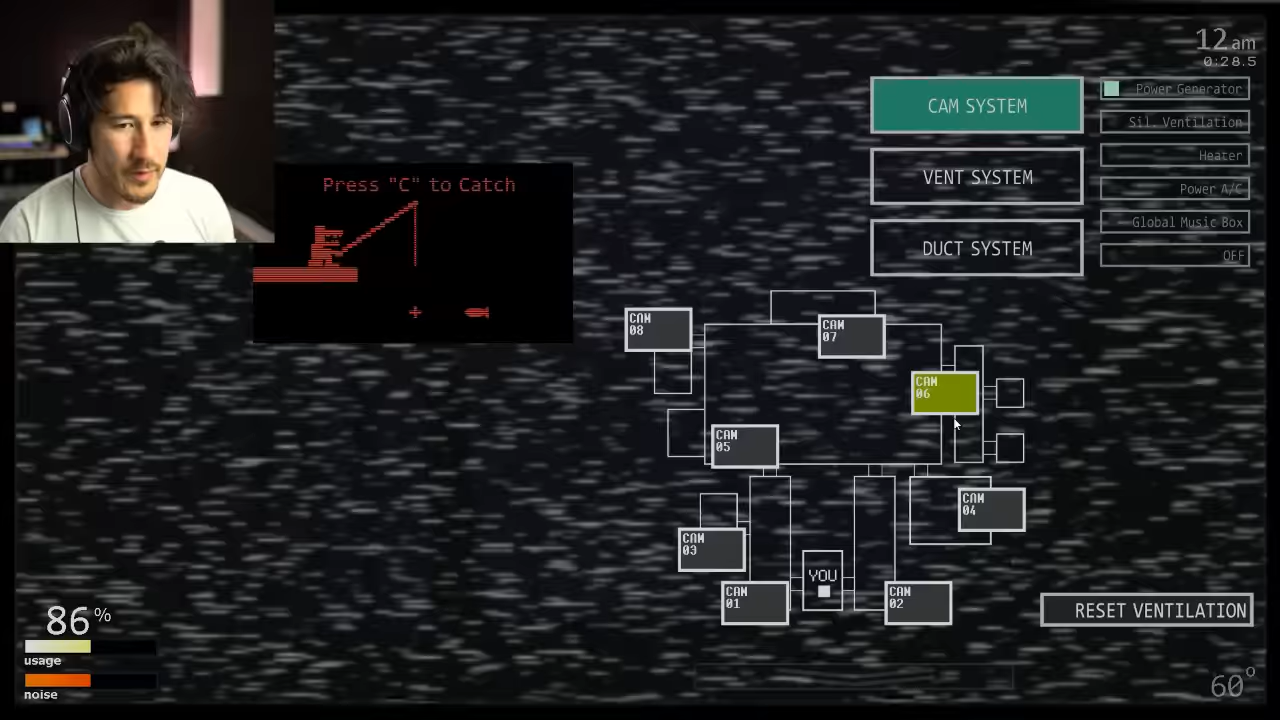 12 am
0:28.5
CAM SYSTEM
Power Generator
Sil. Ventilation
Heater
VENT SYSTEM
Power A/C
Press "C" to Catch
Global Music Box
DUCT SYSTEM
OFF
CAM
08
CAM
07
CAM
06
CAM
05
CAM
04
CAM
03
YOU
CAM
01
CAM
02
RESET VENTILATION
86%
usage
noise
60°